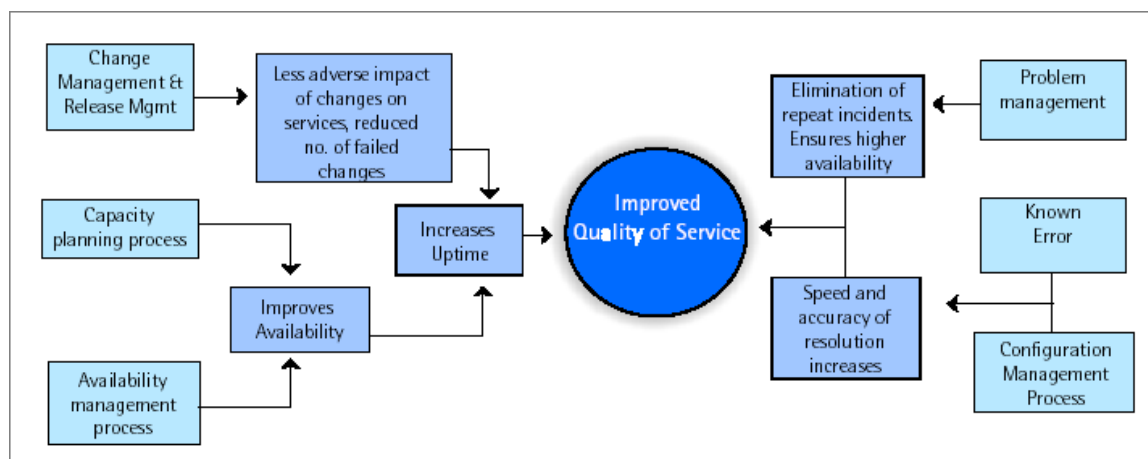 Change
Management &
Release Mgmt
Less adverse impact
of changes on
services, reduced
no. of failed
changes
Capacity
planning process
Increases
Uptime
Improves
Availability
Availability
management
process
Improved
Quality of Service
Elimination of
repeat incidents.
Ensures higher
availability
Problem
management
Known
Error
Speed and
accuracy of
resolution
increases
Configuration
Management
Process